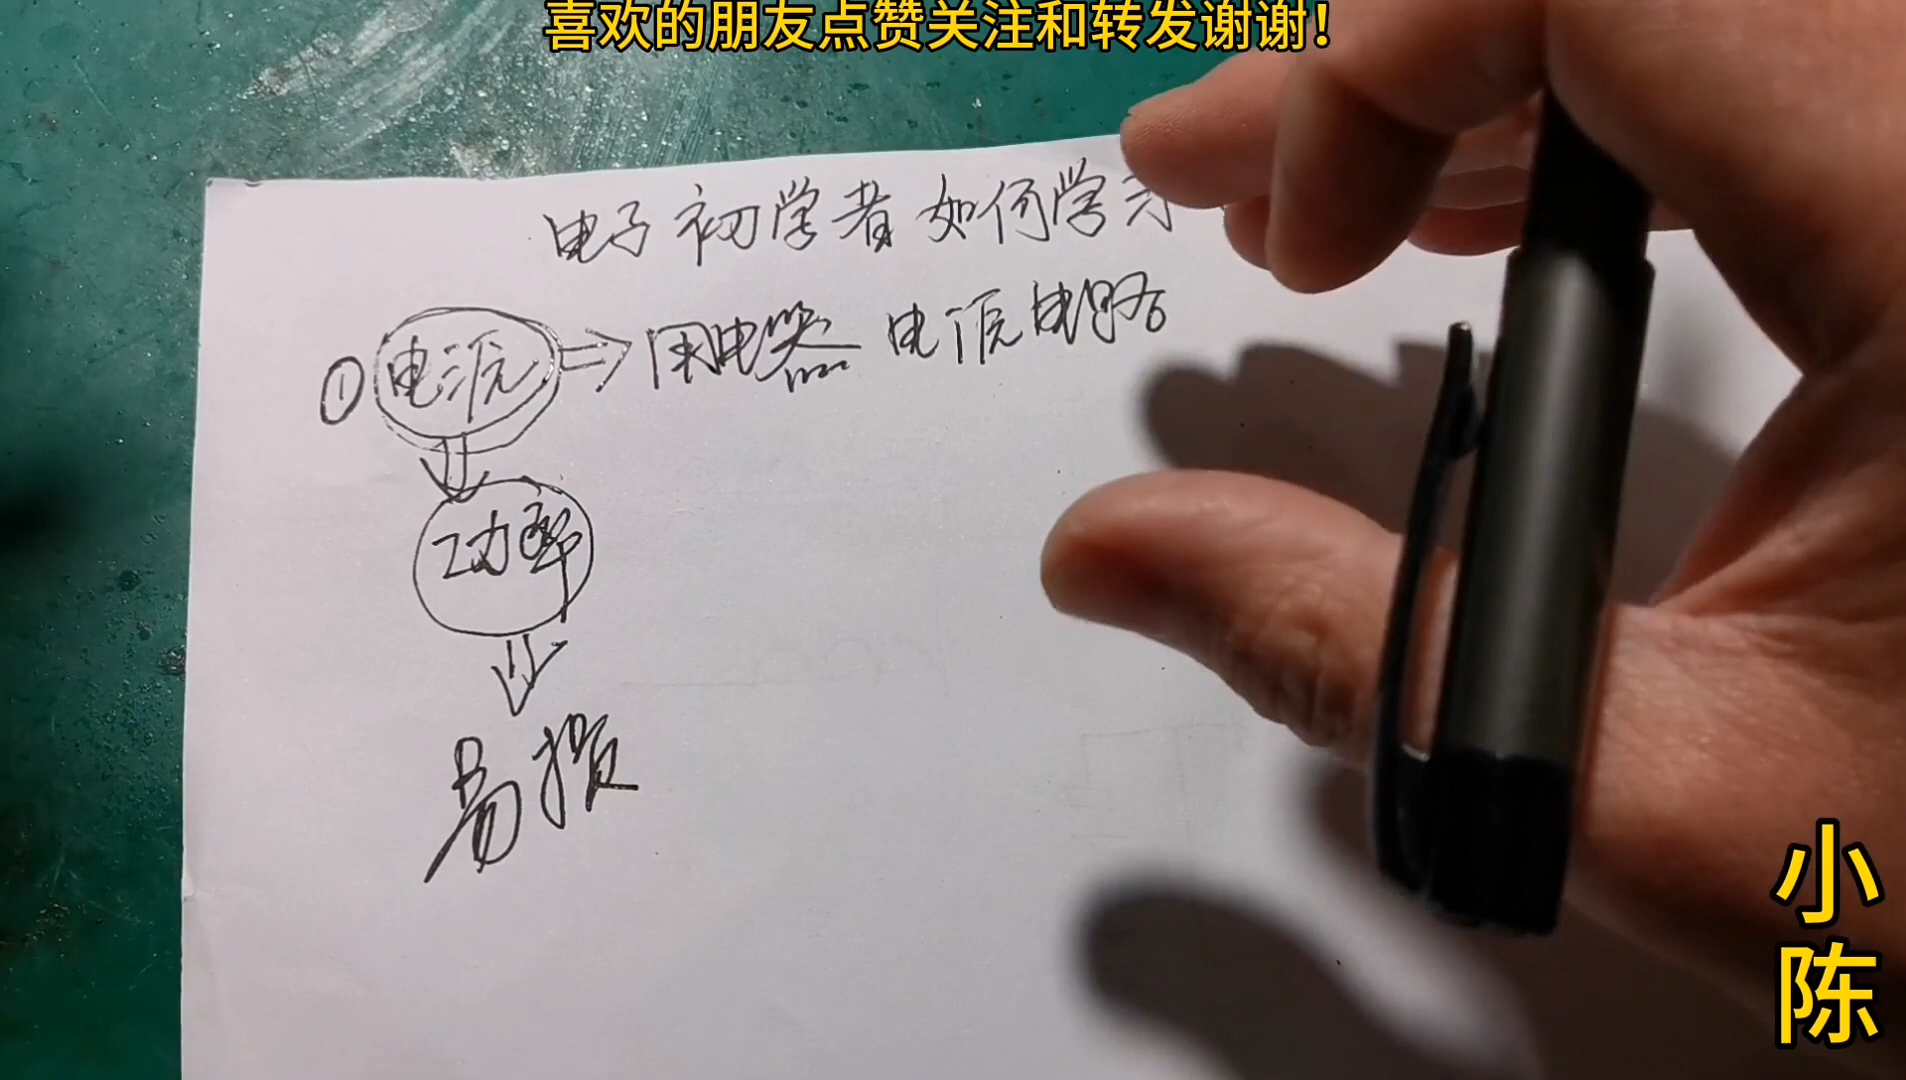 喜欢的朋友点赞关注和转发谢谢！
电子初学者如何学习
① 电源 用电器 电源电路
功率
易损
小陈